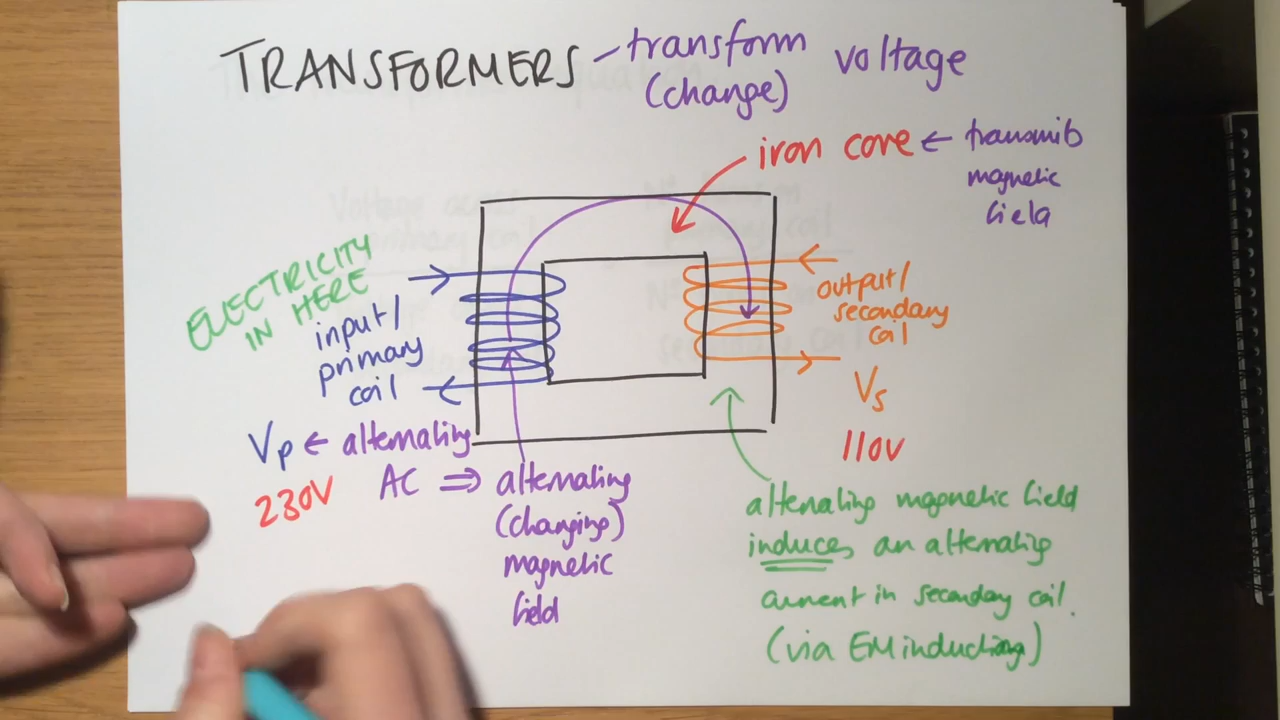 TRANSFORMERS - transform voltage
(change)
iron core ← transmits
magnetic
field
ELECTRICITY
IN HERE
input/
primary
coil
output/
secondary
coil
Vp ← alternating
230V
AC ⇒ alternating
(changing)
magnetic
field
Vs
110V
alternating magnetic field
induces an alternating
current in secondary coil.
(via EM induction)